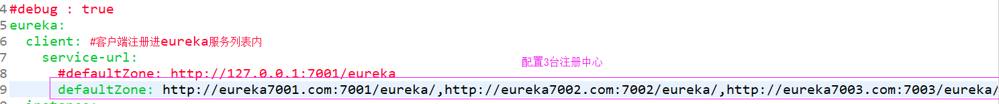 4 #debug : true
5 eureka:
6 client: #客户端注册进eureka服务列表内
7 service-url:
配置3台注册中心
8 #defaultZone: http://127.0.0.1:7001/eureka
9 defaultZone: http://eureka7001.com:7001/eureka/,http://eureka7002.com:7002/eureka/,http://eureka7003.com:7003/eureka/